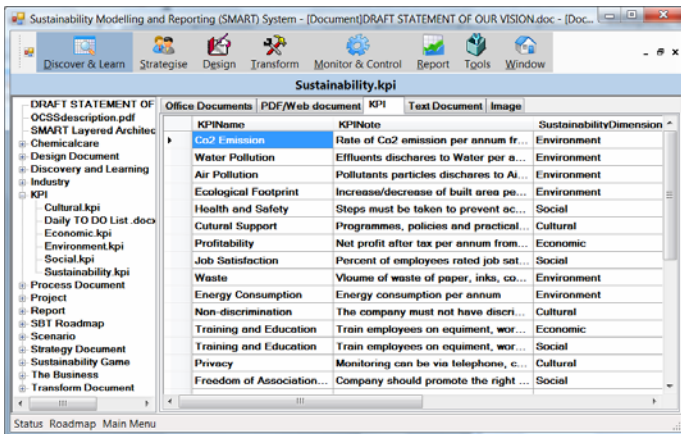 Sustainability Modelling and Reporting (SMART) System - [Document]DRAFT STATEMENT OF OUR VISION.doc - [Doc...
Discover & Learn Strategise Design Transform Monitor & Control Report Tools Window
Sustainability.kpi
DRAFT STATEMENT OF
OCSSdescription.pdf
SMART Layered Architec
Chemicalcare
Design Document
Discovery and Learning
Industry
KPI
Cultural.kpi
Daily TO DO List .docx
Economic.kpi
Environment.kpi
Social.kpi
Sustainability.kpi
Process Document
Project
Report
SBT Roadmap
Scenario
Strategy Document
Sustainability Game
The Business
Transform Document
Office Documents PDF/Web document KPI Text Document Image
KPIName KPINote SustainabilityDimension
Co2 Emission Rate of Co2 emission per annum fr... Environment
Water Pollution Effluents dischares to Water per a... Environment
Air Pollution Pollutants particles dischares to Ai... Environment
Ecological Footprint Increase/decrease of built area pe... Environment
Health and Safety Steps must be taken to prevent ac... Social
Cutural Support Programmes, policies and practical... Cultural
Profitability Net profit after tax per annum from... Economic
Job Satisfaction Percent of employees rated job sat... Social
Waste Vloume of waste of paper, inks, co... Environment
Energy Consumption Energy consumption per annum Environment
Non-discrimination The company must not have discri... Cultural
Training and Education Train employees on equiment, wor... Economic
Training and Education Train employees on equiment, wor... Social
Privacy Monitoring can be via telephone, c... Cultural
Freedom of Association... Company should promote the right ... Social
Status Roadmap Main Menu